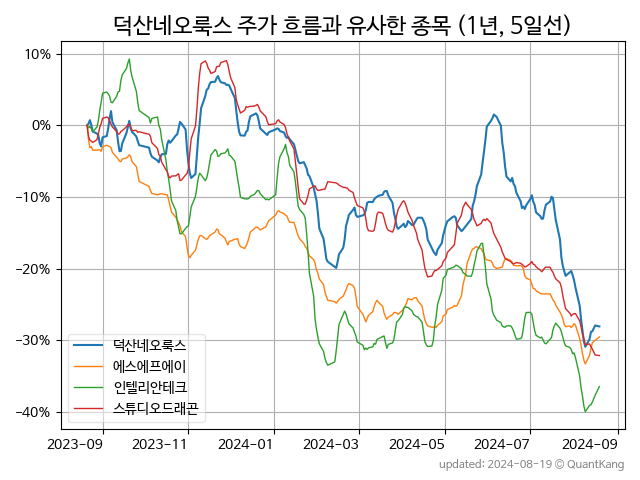 덕산네오룩스 주가 흐름과 유사한 종목 (1년, 5일선)
10%
0%
−10%
−20%
−30%
−40%
덕산네오룩스
에스에프에이
인텔리안테크
스튜디오드래곤
2023−09 2023−11 2024−01 2024−03 2024−05 2024−07 2024−09
updated: 2024-08-19 © QuantKang